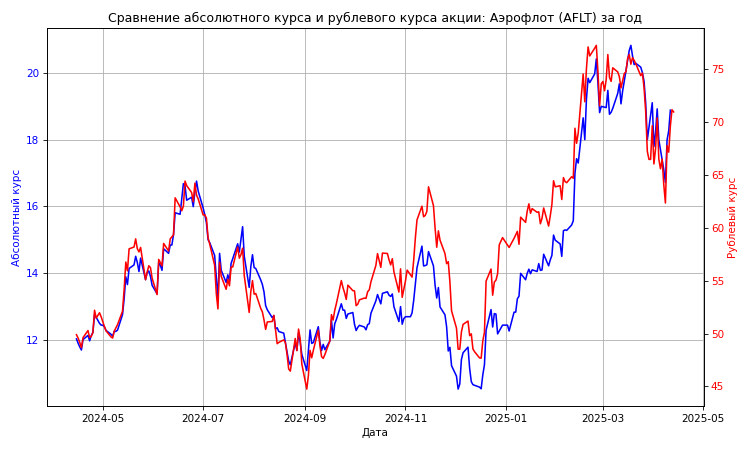 Сравнение абсолютного курса и рублевого курса акции: Аэрофлот (AFLT) за год
Абсолютный курс
20
18
16
14
12
75
70
65
60
55
50
45
Рублевый курс
2024-05 2024-07 2024-09 2024-11 2025-01 2025-03 2025-05
Дата